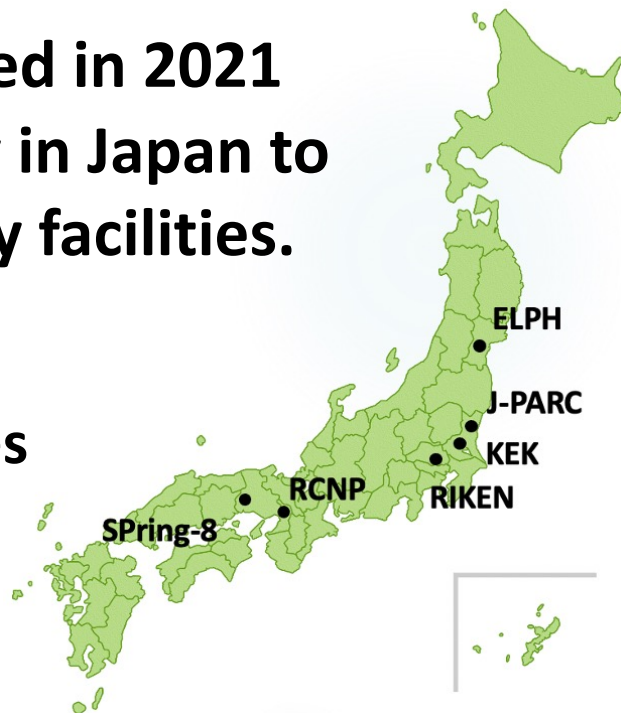 ed in 2021
in Japan to
y facilities.
ELPH
J-PARC
s
KEK
RCNP
RIKEN
SPring-8